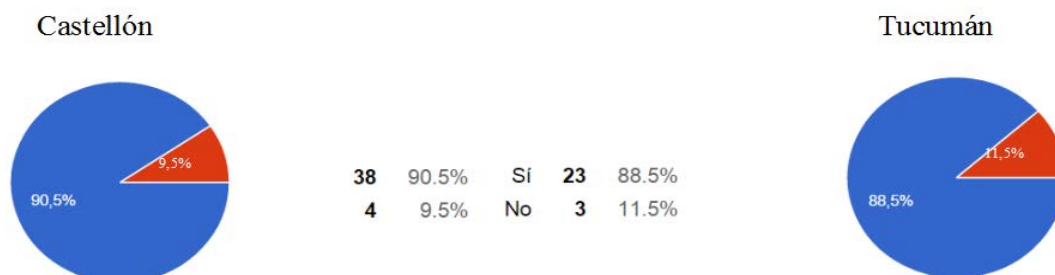 Castellón
Tucumán
9,5%
90,5%
38 90.5% Sí 23 88.5%
4 9.5% No 3 11.5%
11,5%
88,5%